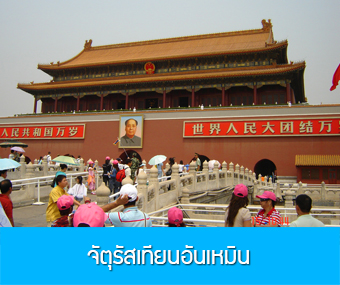 人民共和国万岁
世界人民大团结万
จัตุรัสเทียนอันเหมิน